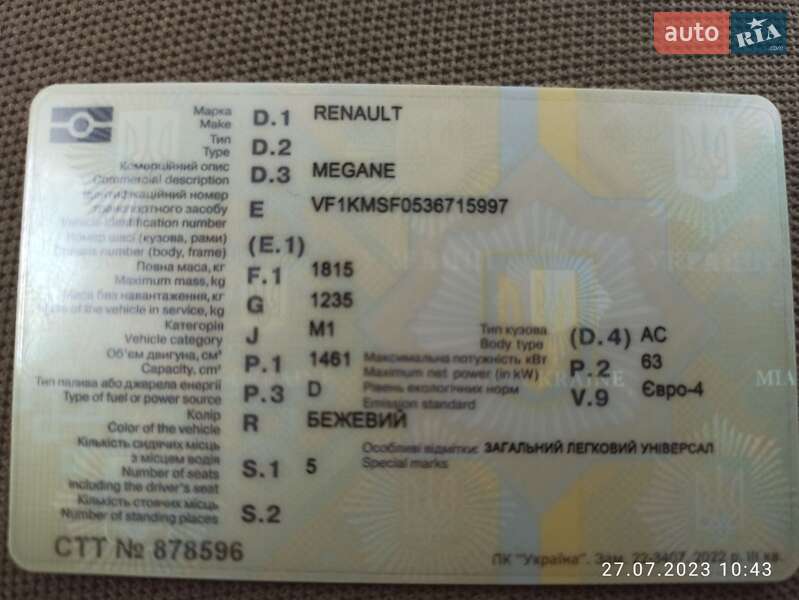 auto RIA .com
Марка D.1 RENAULT
Make
Тип D.2
Type
Комерційний опис D.3 MEGANE
Commercial description
Ідентифікаційний номер
транспортного засобу E VF1KMSF0536715997
Vehicle identification number
Номер шасі (кузова, рами) (E.1)
Chassis number (body, frame)
Повна маса, кг F.1 1815
Maximum mass, kg
Маса без навантаження, кг G 1235
Mass of the vehicle in service, kg
Категорія J M1 Тип кузова (D.4) AC
Vehicle category Body type
Об'єм двигуна, см³ P.1 1461 Максимальна потужність кВт P.2 63
Capacity, cm³ Maximum net power (in kW)
Тип палива або джерела енергії P.3 D Рівень екологічних норм V.9 Євро-4
Type of fuel or power source Emission standard
Колір R БЕЖЕВИЙ
Color of the vehicle
Кількість сидячих місць Особливі відмітки: ЗАГАЛЬНИЙ ЛЕГКОВИЙ УНІВЕРСАЛ
з місцем водія S.1 5 Special marks
Number of seats
including the driver's seat
Кількість стоячих місць S.2
Number of standing places
СТТ № 878596
ПК "Україна". Зам. 22-3407. 2022 р. III кв.
27.07.2023 10:43